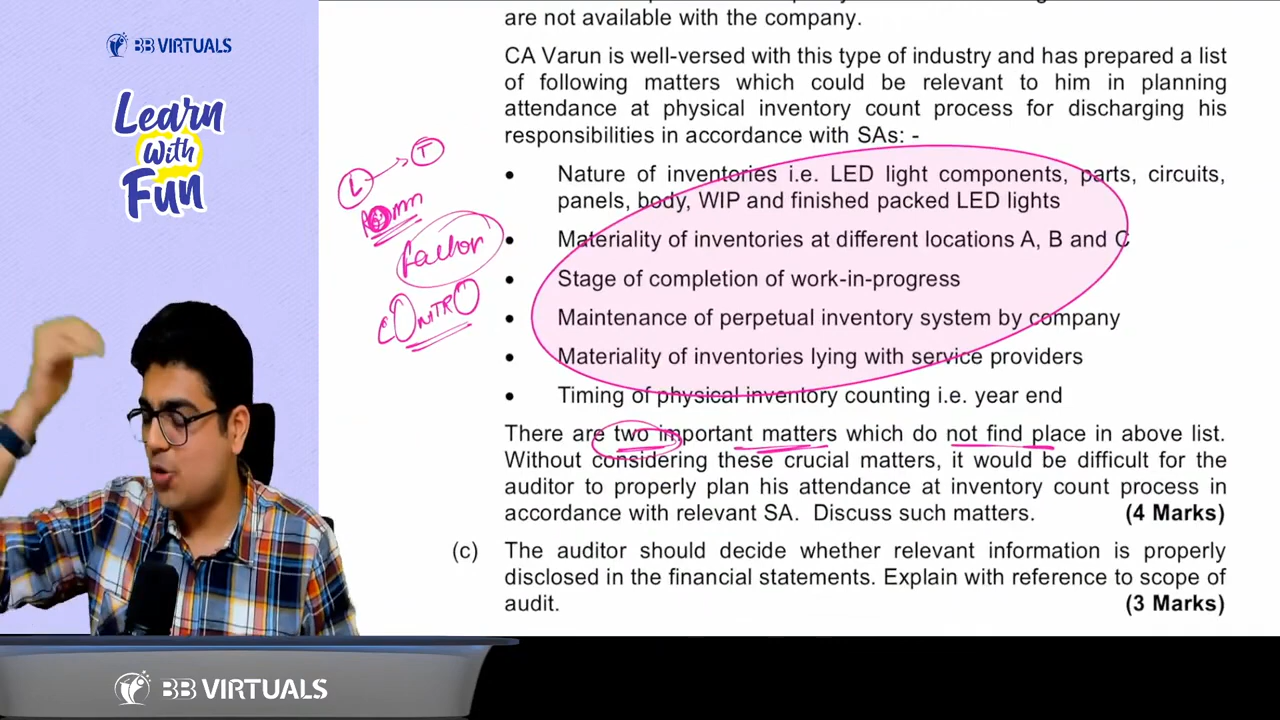 BB VIRTUALS
Learn
With
Fun
are not available with the company.
CA Varun is well-versed with this type of industry and has prepared a list
of following matters which could be relevant to him in planning
attendance at physical inventory count process for discharging his
responsibilities in accordance with SAs: -
• Nature of inventories i.e. LED light components, parts, circuits,
panels, body, WIP and finished packed LED lights
• Materiality of inventories at different locations A, B and C
• Stage of completion of work-in-progress
• Maintenance of perpetual inventory system by company
• Materiality of inventories lying with service providers
• Timing of physical inventory counting i.e. year end
L T
factor
There are two important matters which do not find place in above list.
Without considering these crucial matters, it would be difficult for the
auditor to properly plan his attendance at inventory count process in
accordance with relevant SA. Discuss such matters. (4 Marks)
(c) The auditor should decide whether relevant information is properly
disclosed in the financial statements. Explain with reference to scope of
audit. (3 Marks)
BB VIRTUALS